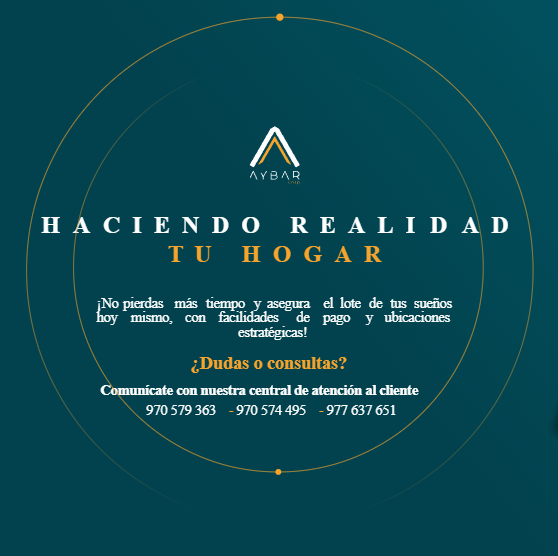 AYBAR
HACIENDO REALIDAD
TU HOGAR
¡No pierdas más tiempo y asegura el lote de tus sueños
hoy mismo, con facilidades de pago y ubicaciones
estratégicas!
¿Dudas o consultas?
Comunícate con nuestra central de atención al cliente
970 579 363 - 970 574 495 - 977 637 651